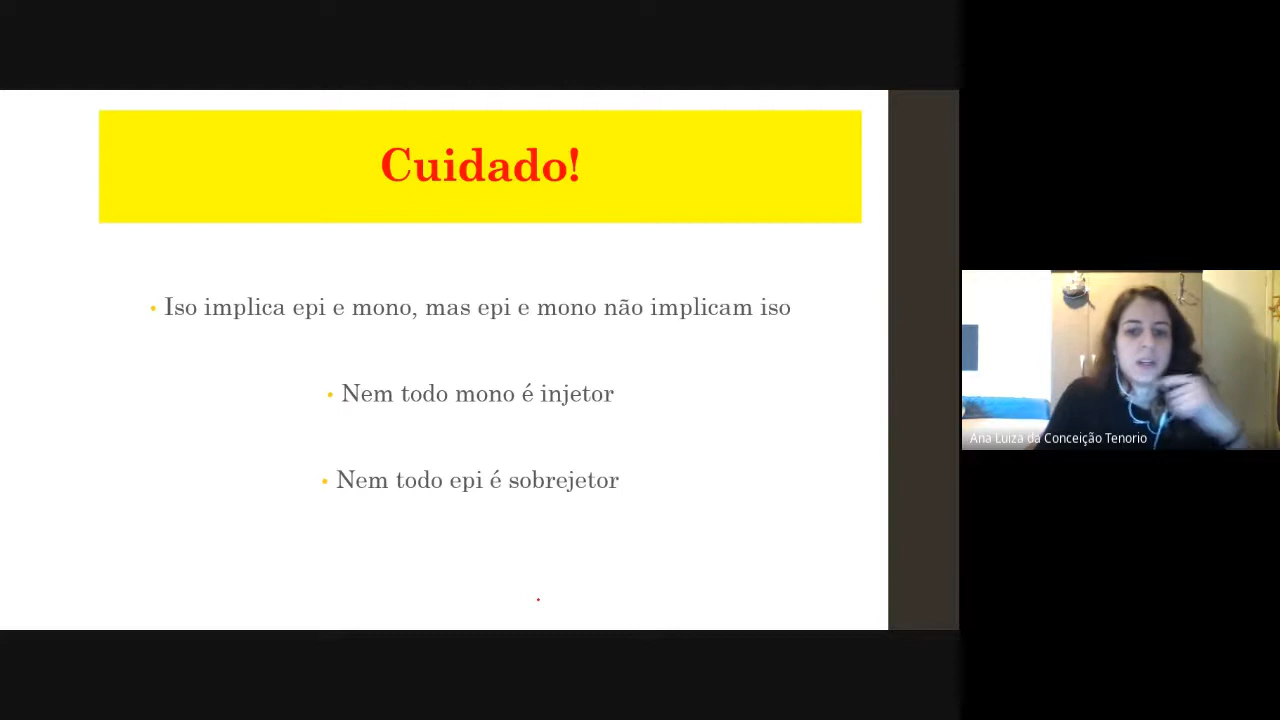 Cuidado!
• Iso implica epi e mono, mas epi e mono não implicam iso
• Nem todo mono é injetor
• Nem todo epi é sobrejetor
Ana Luiza da Conceição Tenorio